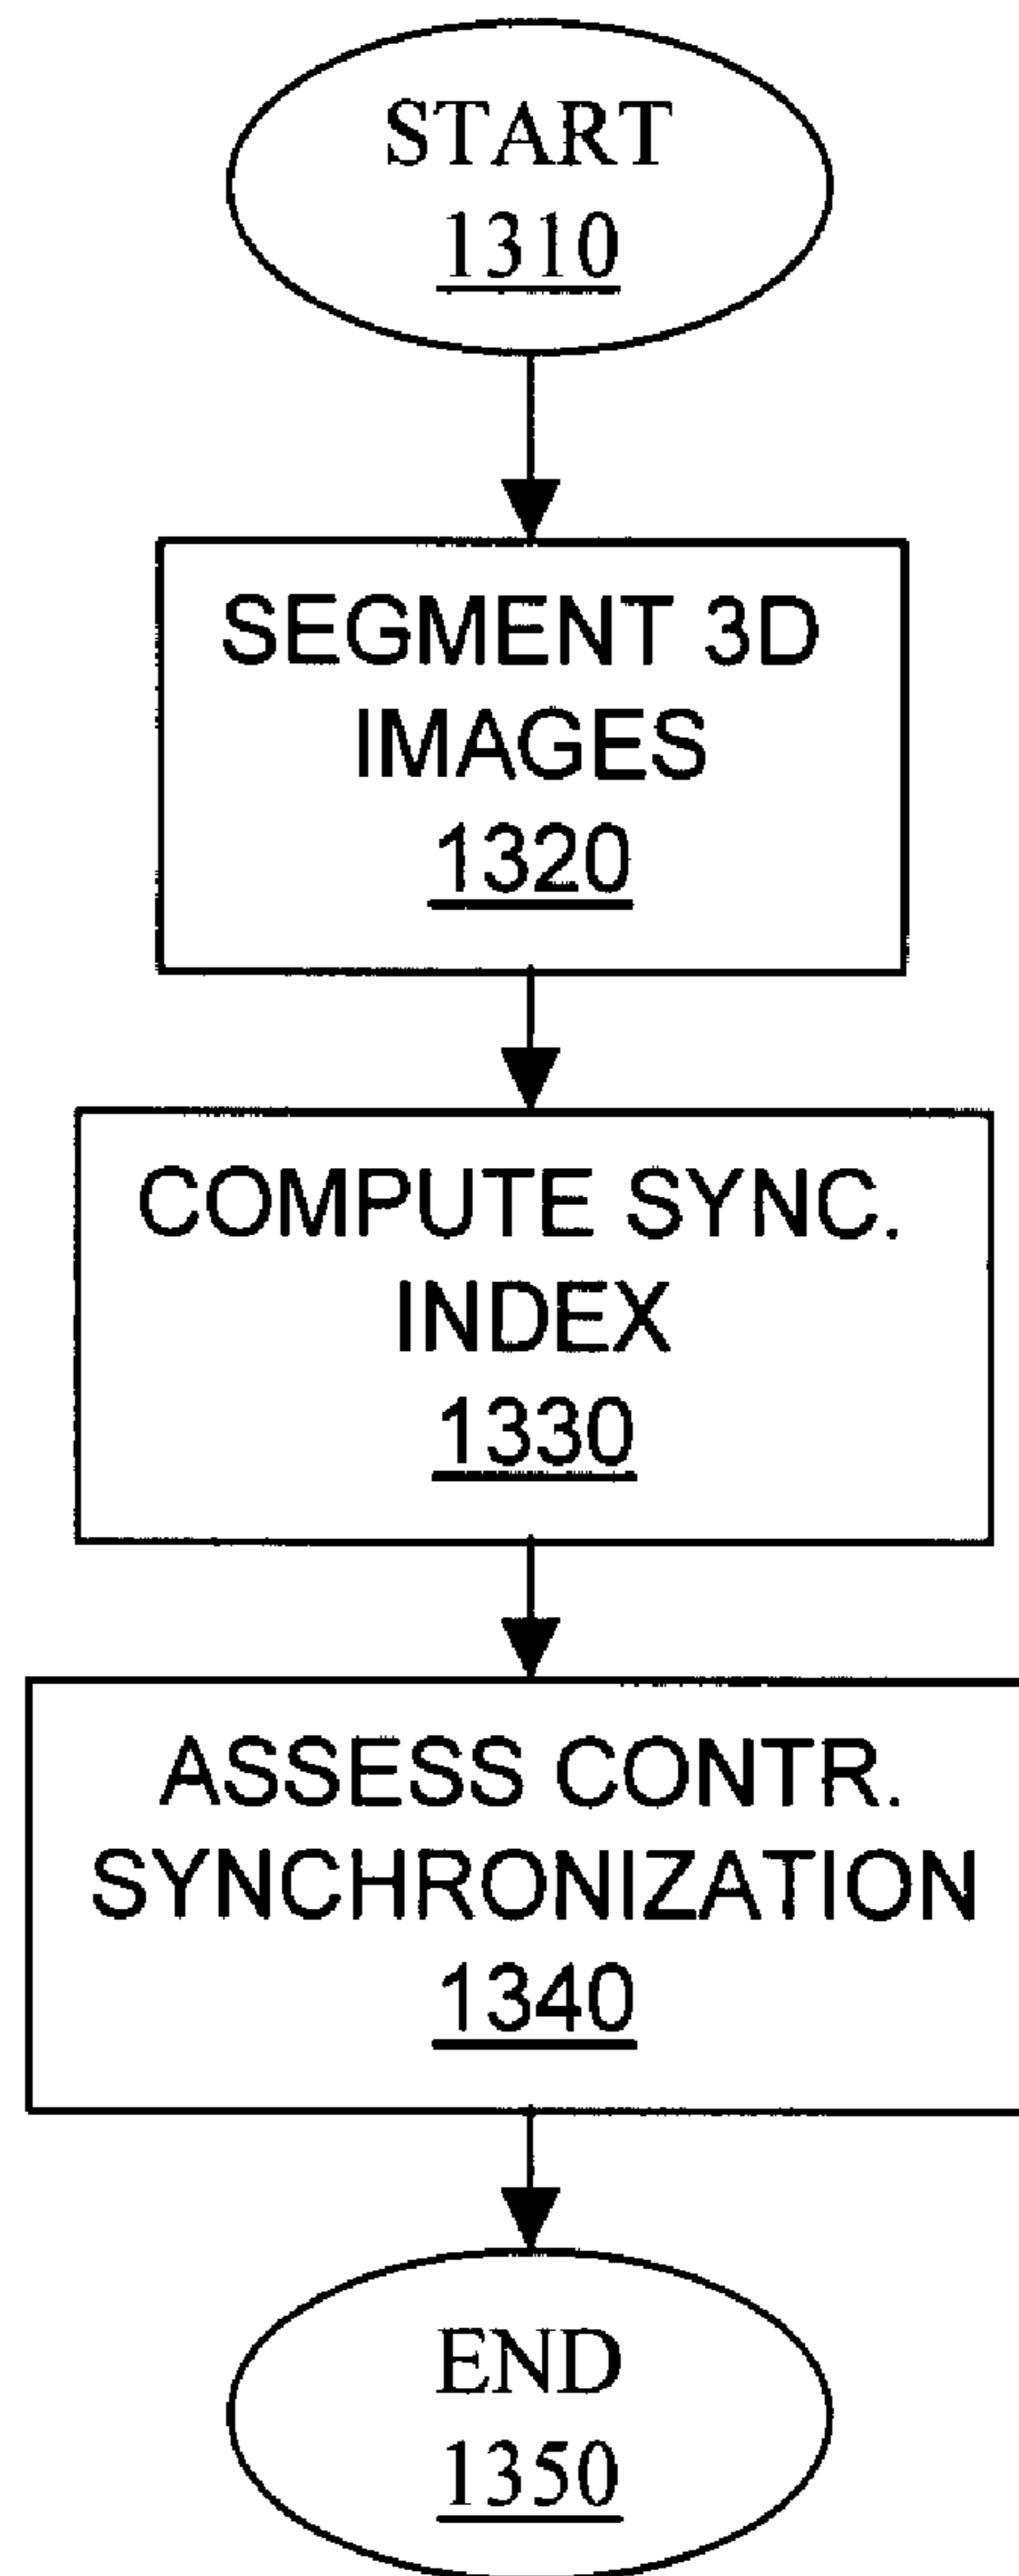 START
1310
SEGMENT 3D
IMAGES
1320
COMPUTE SYNC.
INDEX
1330
ASSESS CONTR.
SYNCHRONIZATION
1340
END
1350